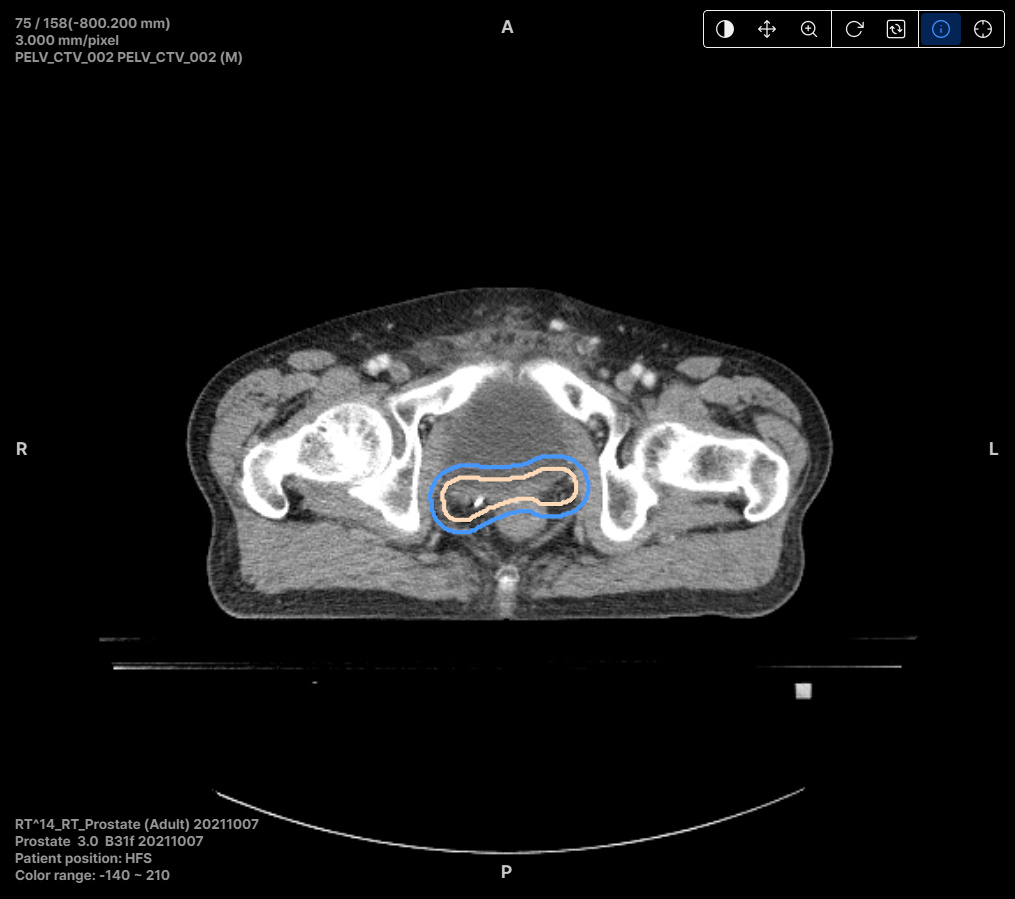 75 / 158(-800.200 mm)
3.000 mm/pixel
PELV_CTV_002 PELV_CTV_002 (M)
A
R
L
RT^14_RT_Prostate (Adult) 20211007
Prostate  3.0  B31f 20211007
Patient position: HFS
Color range: -140 ~ 210
P